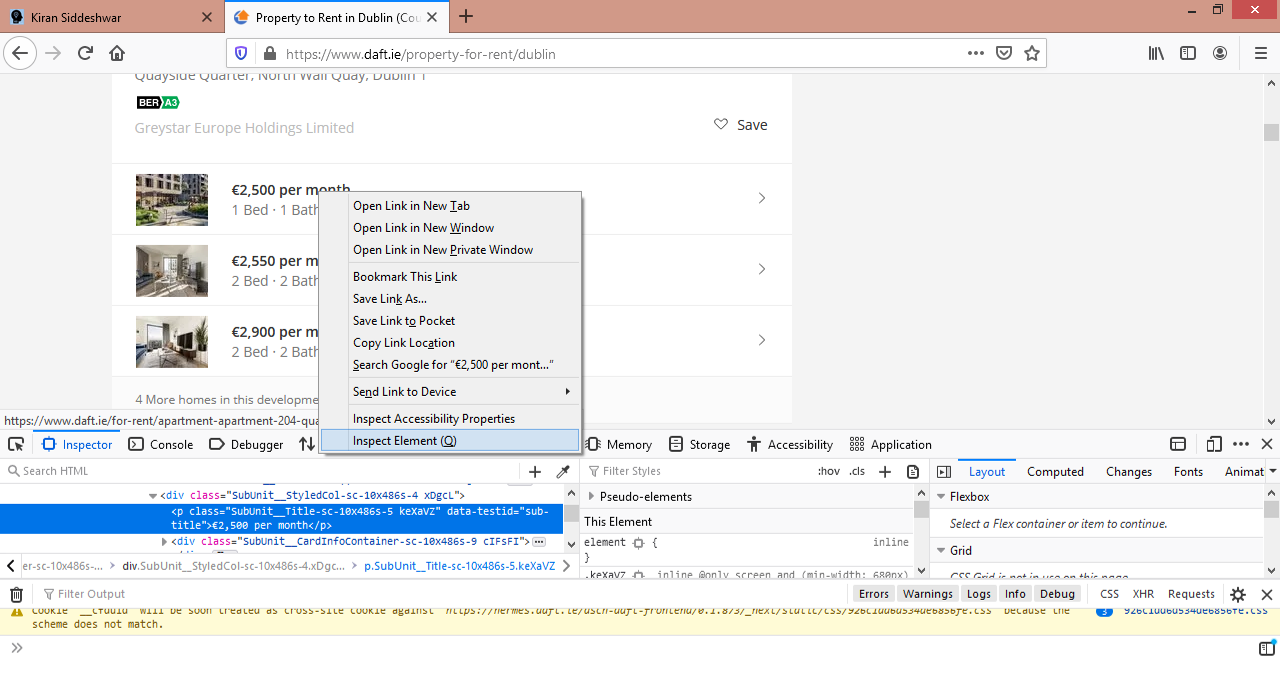 Kiran Siddeshwar
Property to Rent in Dublin (Cou
https://www.daft.ie/property-for-rent/dublin
Quayside Quarter, North Wall Quay, Dublin 1
BER A3
Greystar Europe Holdings Limited
Save
€2,500 per month
1 Bed · 1 Bath
€2,550 per m
2 Bed · 2 Bath
€2,900 per m
2 Bed · 2 Bath
4 More homes in this developme
Open Link in New Tab
Open Link in New Window
Open Link in New Private Window
Bookmark This Link
Save Link As...
Save Link to Pocket
Copy Link Location
Search Google for “€2,500 per mont...”
Send Link to Device
Inspect Accessibility Properties
Inspect Element (Q)
https://www.daft.ie/for-rent/apartment-apartment-204-qua
Inspector
Console
Debugger
Memory
Storage
Accessibility
Application
Search HTML
Filter Styles
:hov .cls
Layout
Computed
Changes
Fonts
Animat
<div class="SubUnit__StyledCol-sc-10x486s-4 xDgcL">
<p class="SubUnit__Title-sc-10x486s-5 keXaVZ" data-testid="sub-
title">€2,500 per month</p>
<div class="SubUnit__CardInfoContainer-sc-10x486s-9 cIFsFI">
Pseudo-elements
This Element
element { inline
}
.keXaVZ inline @only screen and (min-width: 680px)
Flexbox
Select a Flex container or item to continue.
Grid
CSS Grid is not in use on this page
er-sc-10x486s-...
div.SubUnit__StyledCol-sc-10x486s-4.xDgc...
p.SubUnit__Title-sc-10x486s-5.keXaVZ
Filter Output
Errors
Warnings
Logs
Info
Debug
CSS
XHR
Requests
Cookie “__cfduid” will be soon treated as cross-site cookie against “https://hermes.daft.ie/dsch-daft-frontend/0.1.873/_next/static/css/926c1dd6d534de6856fe.css” because the 3 926c1dd6d534de6856fe.css
scheme does not match.